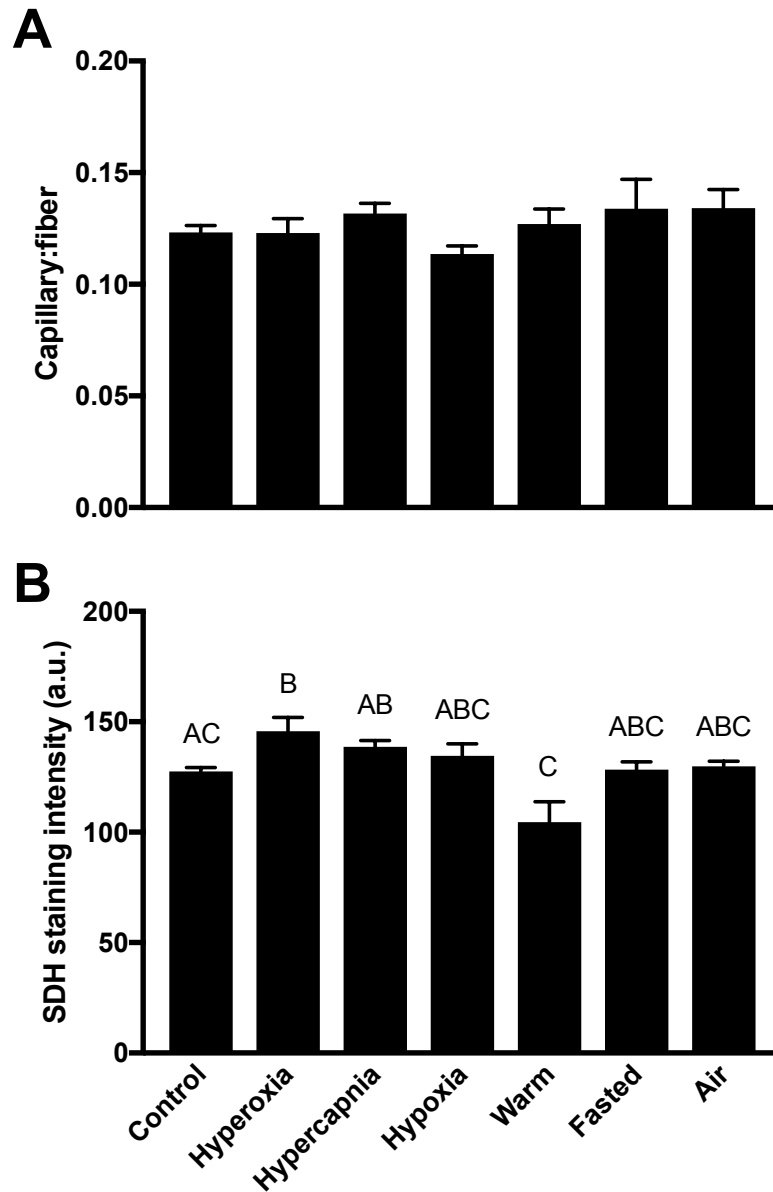 A
0.20
0.15
0.10
0.05
0.00
Capillary:fiber
B
200
150
100
50
0
SDH staining intensity (a.u.)
AC
B
AB
ABC
C
ABC
ABC
Control
Hyperoxia
Hypercapnia
Hypoxia
Warm
Fasted
Air